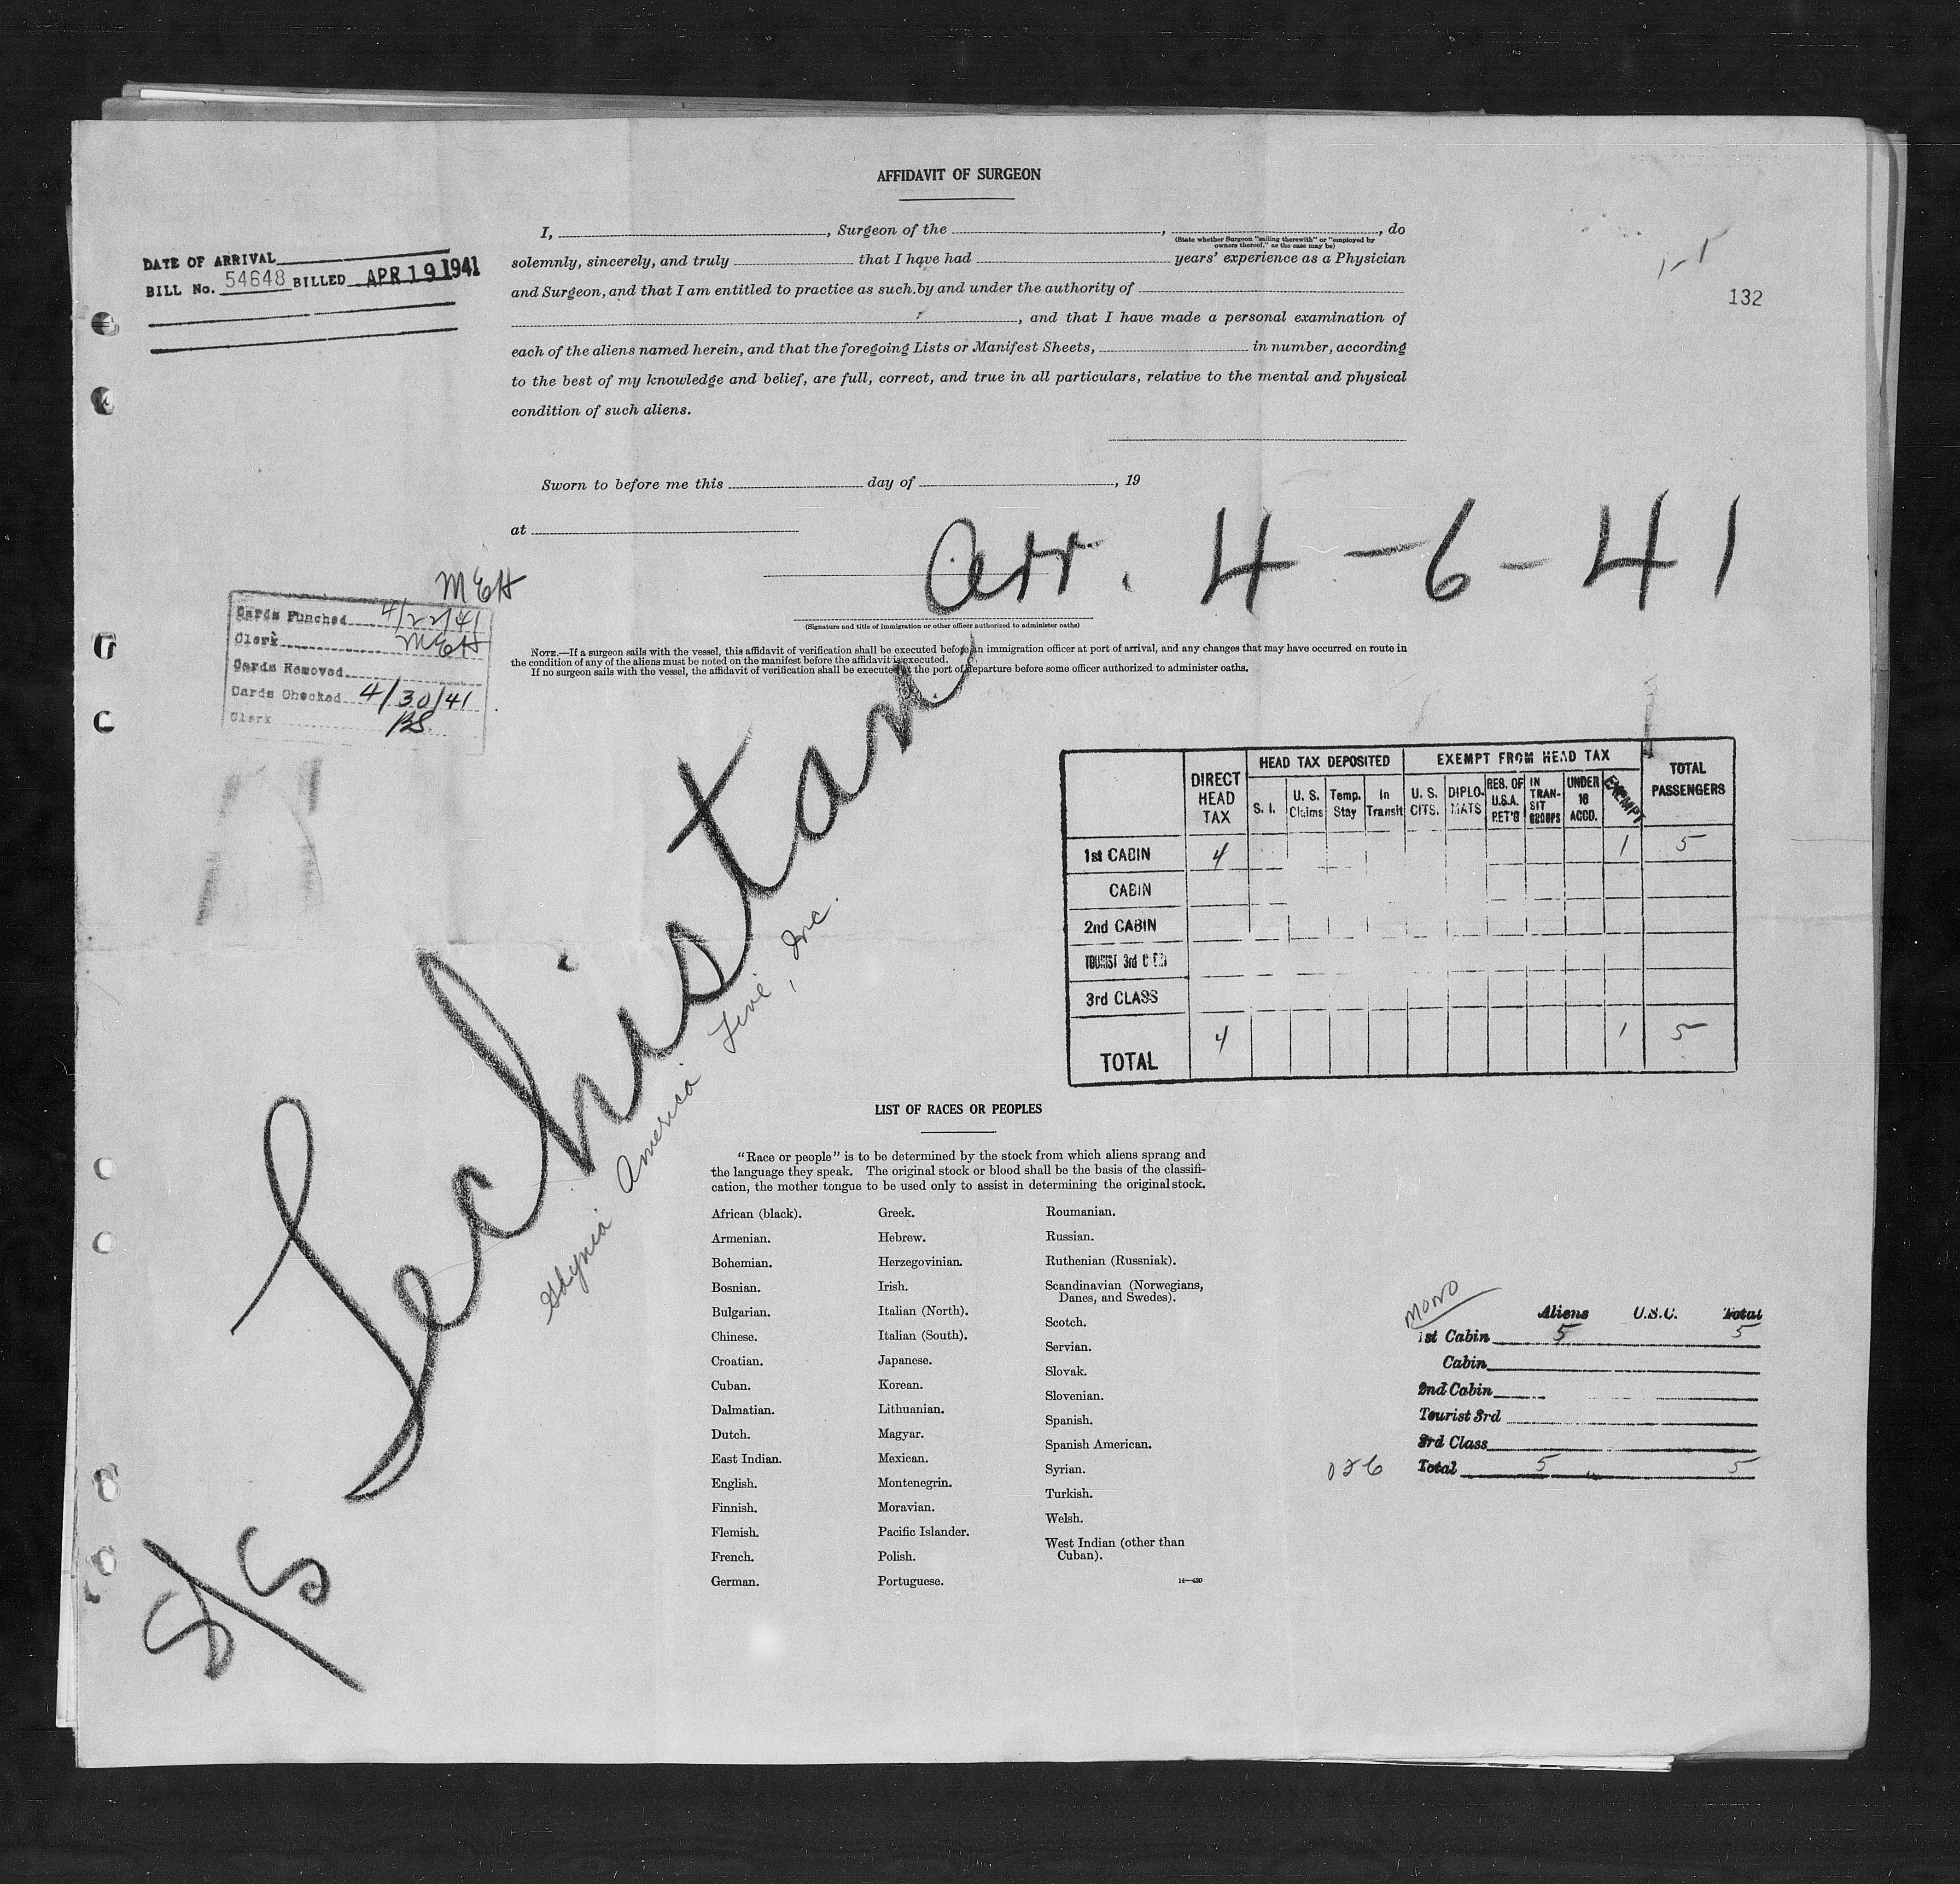 AFFIDAVIT OF SURGEON
I, , Surgeon of the , , do
(State whether Surgeon "sailing therewith" or "employed by
owners thereof," as the case may be)
solemnly, sincerely, and truly that I have had years' experience as a Physician
and Surgeon, and that I am entitled to practice as such by and under the authority of
, and that I have made a personal examination of
each of the aliens named herein, and that the foregoing Lists or Manifest Sheets, in number, according
to the best of my knowledge and belief, are full, correct, and true in all particulars, relative to the mental and physical
condition of such aliens.
Sworn to before me this day of , 19
at
DATE OF ARRIVAL
BILL No. 54648 BILLED APR 19 1941
132
Arr. 4-6-41
(Signature and title of immigration or other officer authorized to administer oaths)
NOTE.—If a surgeon sails with the vessel, this affidavit of verification shall be executed before an immigration officer at port of arrival, and any changes that may have occurred en route in
the condition of any of the aliens must be noted on the manifest before the affidavit is executed.
If no surgeon sails with the vessel, the affidavit of verification shall be executed at the port of departure before some officer authorized to administer oaths.
MEH
Cards Punched 4/22/41
Clerk MEH
Cards Removed
Cards Checked 4/30/41
Clerk BS
S/S Lechistan
Gdynia America Line, Inc.
DIRECT HEAD TAX
HEAD TAX DEPOSITED
EXEMPT FROM HEAD TAX
TOTAL PASSENGERS
S. I.
U. S. Claims
Temp. Stay
In Transit
U. S. CITS.
DIPLO-MATS
RES. OF U.S.A. RET'G
IN TRAN-SIT GROUPS
UNDER 16 ACCD.
EXEMPT
1st CABIN 4 1 5
CABIN
2nd CABIN
TOURIST 3rd
3rd CLASS
TOTAL 4 1 5
LIST OF RACES OR PEOPLES
"Race or people" is to be determined by the stock from which aliens sprang and
the language they speak. The original stock or blood shall be the basis of the classifi-
cation, the mother tongue to be used only to assist in determining the original stock.
African (black).
Armenian.
Bohemian.
Bosnian.
Bulgarian.
Chinese.
Croatian.
Cuban.
Dalmatian.
Dutch.
East Indian.
English.
Finnish.
Flemish.
French.
German.
Greek.
Hebrew.
Herzegovinian.
Irish.
Italian (North).
Italian (South).
Japanese.
Korean.
Lithuanian.
Magyar.
Mexican.
Montenegrin.
Moravian.
Pacific Islander.
Polish.
Portuguese.
Roumanian.
Russian.
Ruthenian (Russniak).
Scandinavian (Norwegians,
Danes, and Swedes).
Scotch.
Servian.
Slovak.
Slovenian.
Spanish.
Spanish American.
Syrian.
Turkish.
Welsh.
West Indian (other than
Cuban).
Aliens U.S.C. Total
1st Cabin 5 5
Cabin
2nd Cabin
Tourist 3rd
3rd Class
Total 5 5